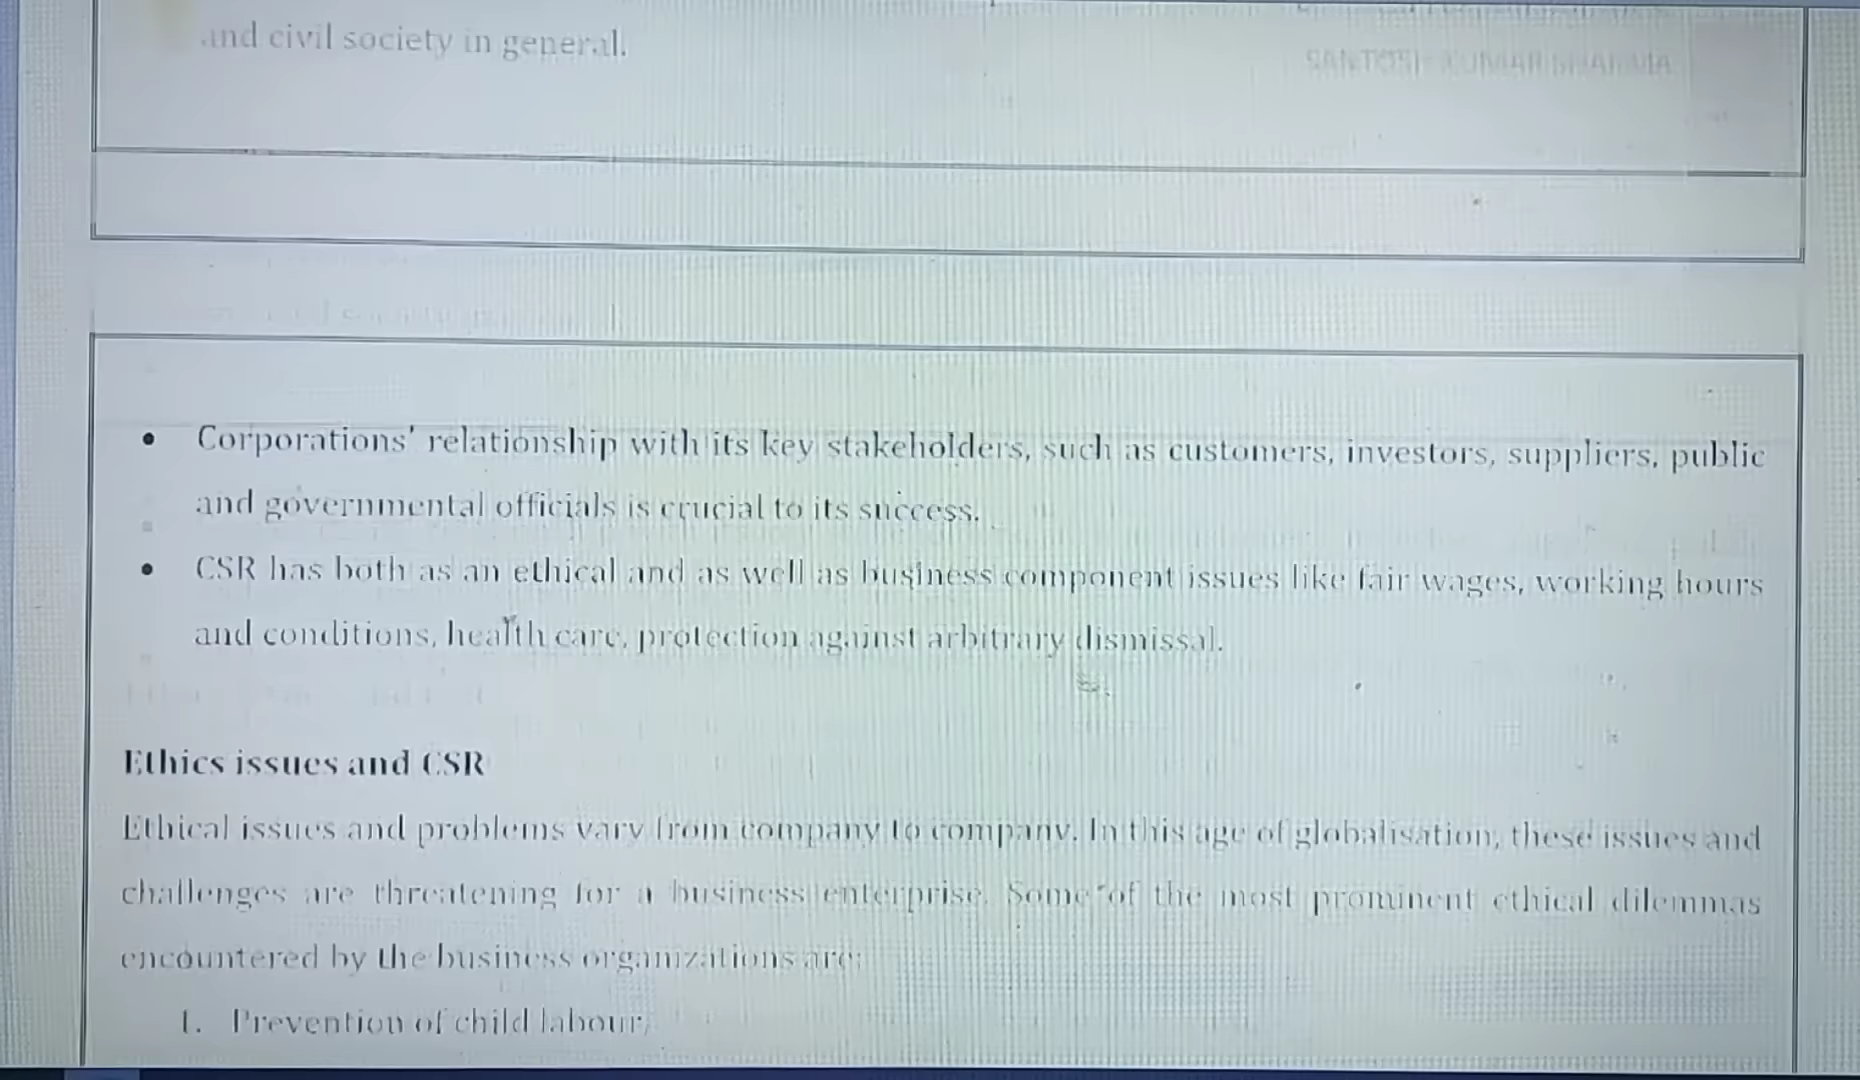 and civil society in general.
SANTOSH KUMAR SHARMA
• Corporations' relationship with its key stakeholders, such as customers, investors, suppliers, public
and governmental officials is crucial to its success.
• CSR has both as an ethical and as well as business component issues like fair wages, working hours
and conditions, health care, protection against arbitrary dismissal.
Ethics issues and CSR
Ethical issues and problems vary from company to company. In this age of globalisation, these issues and
challenges are threatening for a business enterprise. Some of the most prominent ethical dilemmas
encountered by the business organizations are:
1. Prevention of child labour;